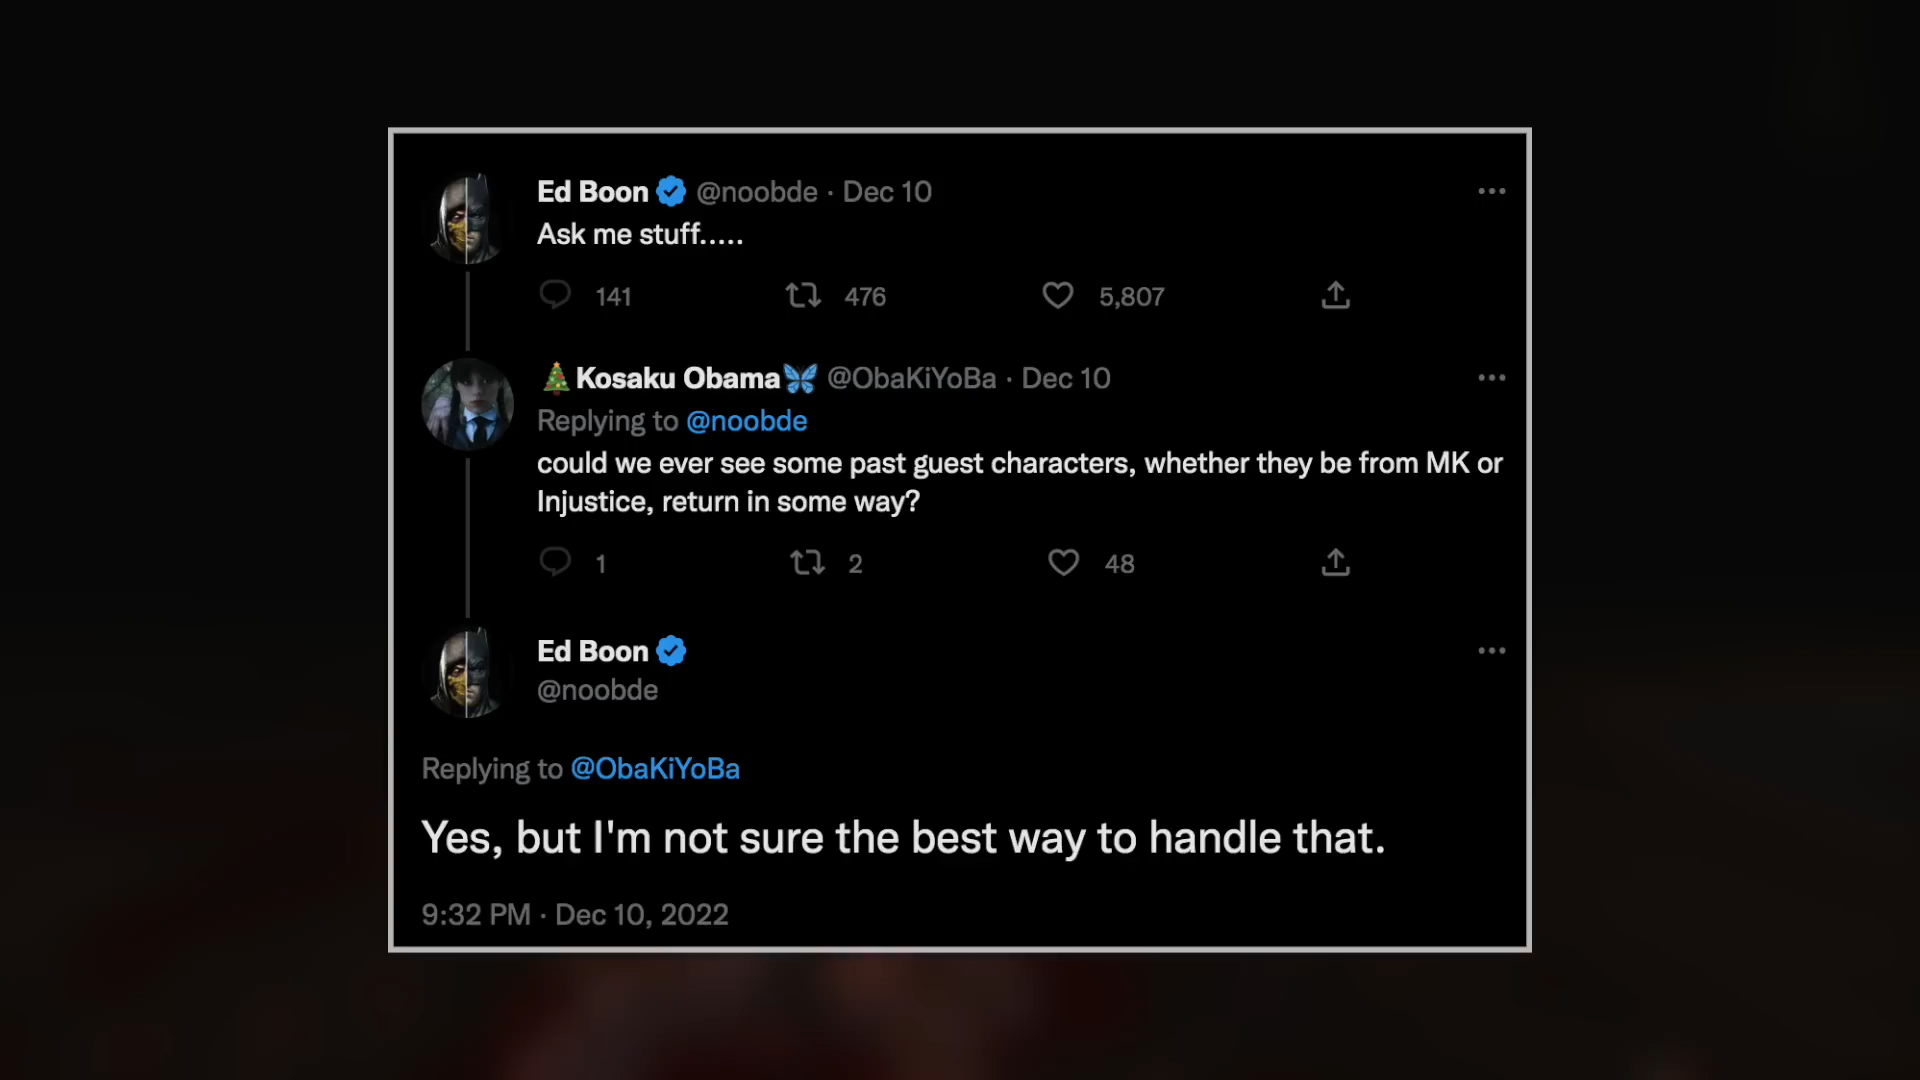 Ed Boon @noobde · Dec 10
Ask me stuff.....
141 476 5,807
🎄Kosaku Obama🦋 @ObaKiYoBa · Dec 10
Replying to @noobde
could we ever see some past guest characters, whether they be from MK or
Injustice, return in some way?
1 2 48
Ed Boon
@noobde
Replying to @ObaKiYoBa
Yes, but I'm not sure the best way to handle that.
9:32 PM · Dec 10, 2022